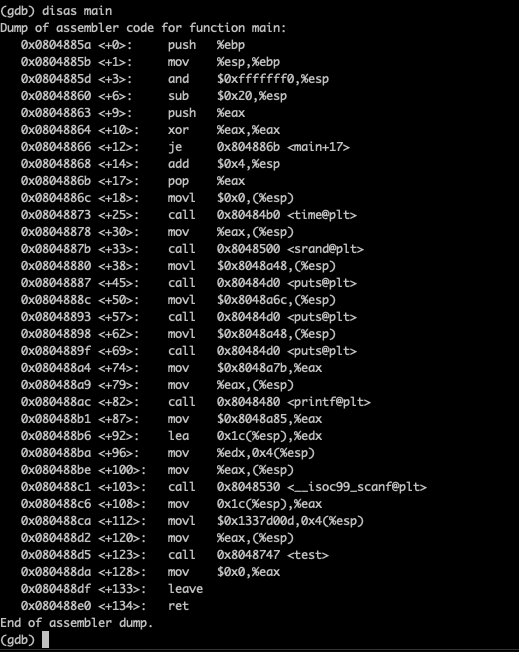 (gdb) disas main
Dump of assembler code for function main:
   0x0804885a <+0>:     push   %ebp
   0x0804885b <+1>:     mov    %esp,%ebp
   0x0804885d <+3>:     and    $0xfffffff0,%esp
   0x08048860 <+6>:     sub    $0x20,%esp
   0x08048863 <+9>:     push   %eax
   0x08048864 <+10>:    xor    %eax,%eax
   0x08048866 <+12>:    je     0x804886b <main+17>
   0x08048868 <+14>:    add    $0x4,%esp
   0x0804886b <+17>:    pop    %eax
   0x0804886c <+18>:    movl   $0x0,(%esp)
   0x08048873 <+25>:    call   0x80484b0 <time@plt>
   0x08048878 <+30>:    mov    %eax,(%esp)
   0x0804887b <+33>:    call   0x8048500 <srand@plt>
   0x08048880 <+38>:    movl   $0x8048a48,(%esp)
   0x08048887 <+45>:    call   0x80484d0 <puts@plt>
   0x0804888c <+50>:    movl   $0x8048a6c,(%esp)
   0x08048893 <+57>:    call   0x80484d0 <puts@plt>
   0x08048898 <+62>:    movl   $0x8048a48,(%esp)
   0x0804889f <+69>:    call   0x80484d0 <puts@plt>
   0x080488a4 <+74>:    mov    $0x8048a7b,%eax
   0x080488a9 <+79>:    mov    %eax,(%esp)
   0x080488ac <+82>:    call   0x8048480 <printf@plt>
   0x080488b1 <+87>:    mov    $0x8048a85,%eax
   0x080488b6 <+92>:    lea    0x1c(%esp),%edx
   0x080488ba <+96>:    mov    %edx,0x4(%esp)
   0x080488be <+100>:   mov    %eax,(%esp)
   0x080488c1 <+103>:   call   0x8048530 <__isoc99_scanf@plt>
   0x080488c6 <+108>:   mov    0x1c(%esp),%eax
   0x080488ca <+112>:   movl   $0x1337d00d,0x4(%esp)
   0x080488d2 <+120>:   mov    %eax,(%esp)
   0x080488d5 <+123>:   call   0x8048747 <test>
   0x080488da <+128>:   mov    $0x0,%eax
   0x080488df <+133>:   leave
   0x080488e0 <+134>:   ret
End of assembler dump.
(gdb)